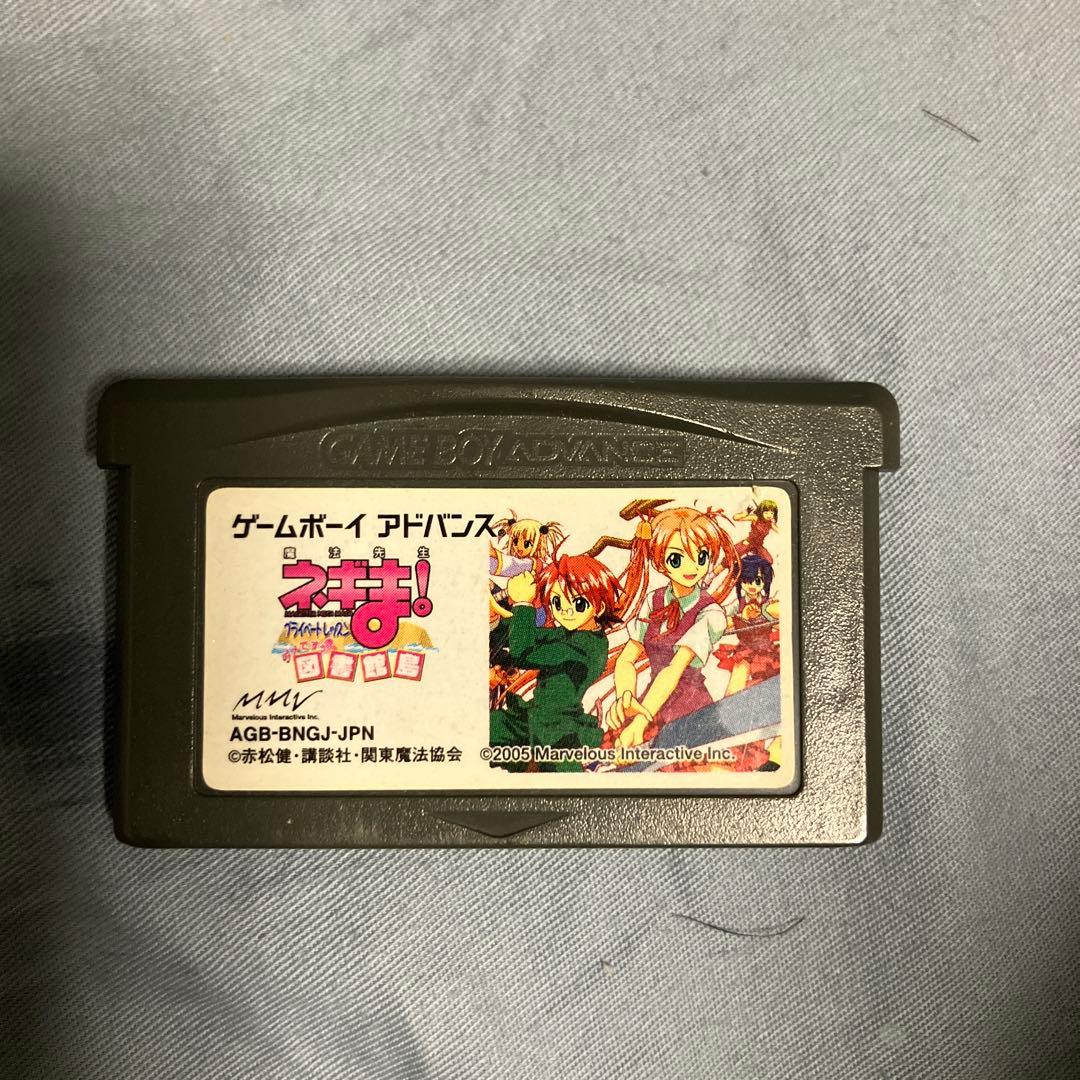 GAME BOY ADVANCE
ゲームボーイ アドバンス®
魔法先生
ネギま!
プライベートレッスン
図書館島
MMV
Marvelous Interactive Inc.
AGB-BNGJ-JPN
©赤松健・講談社・関東魔法協会 ©2005 Marvelous Interactive Inc.